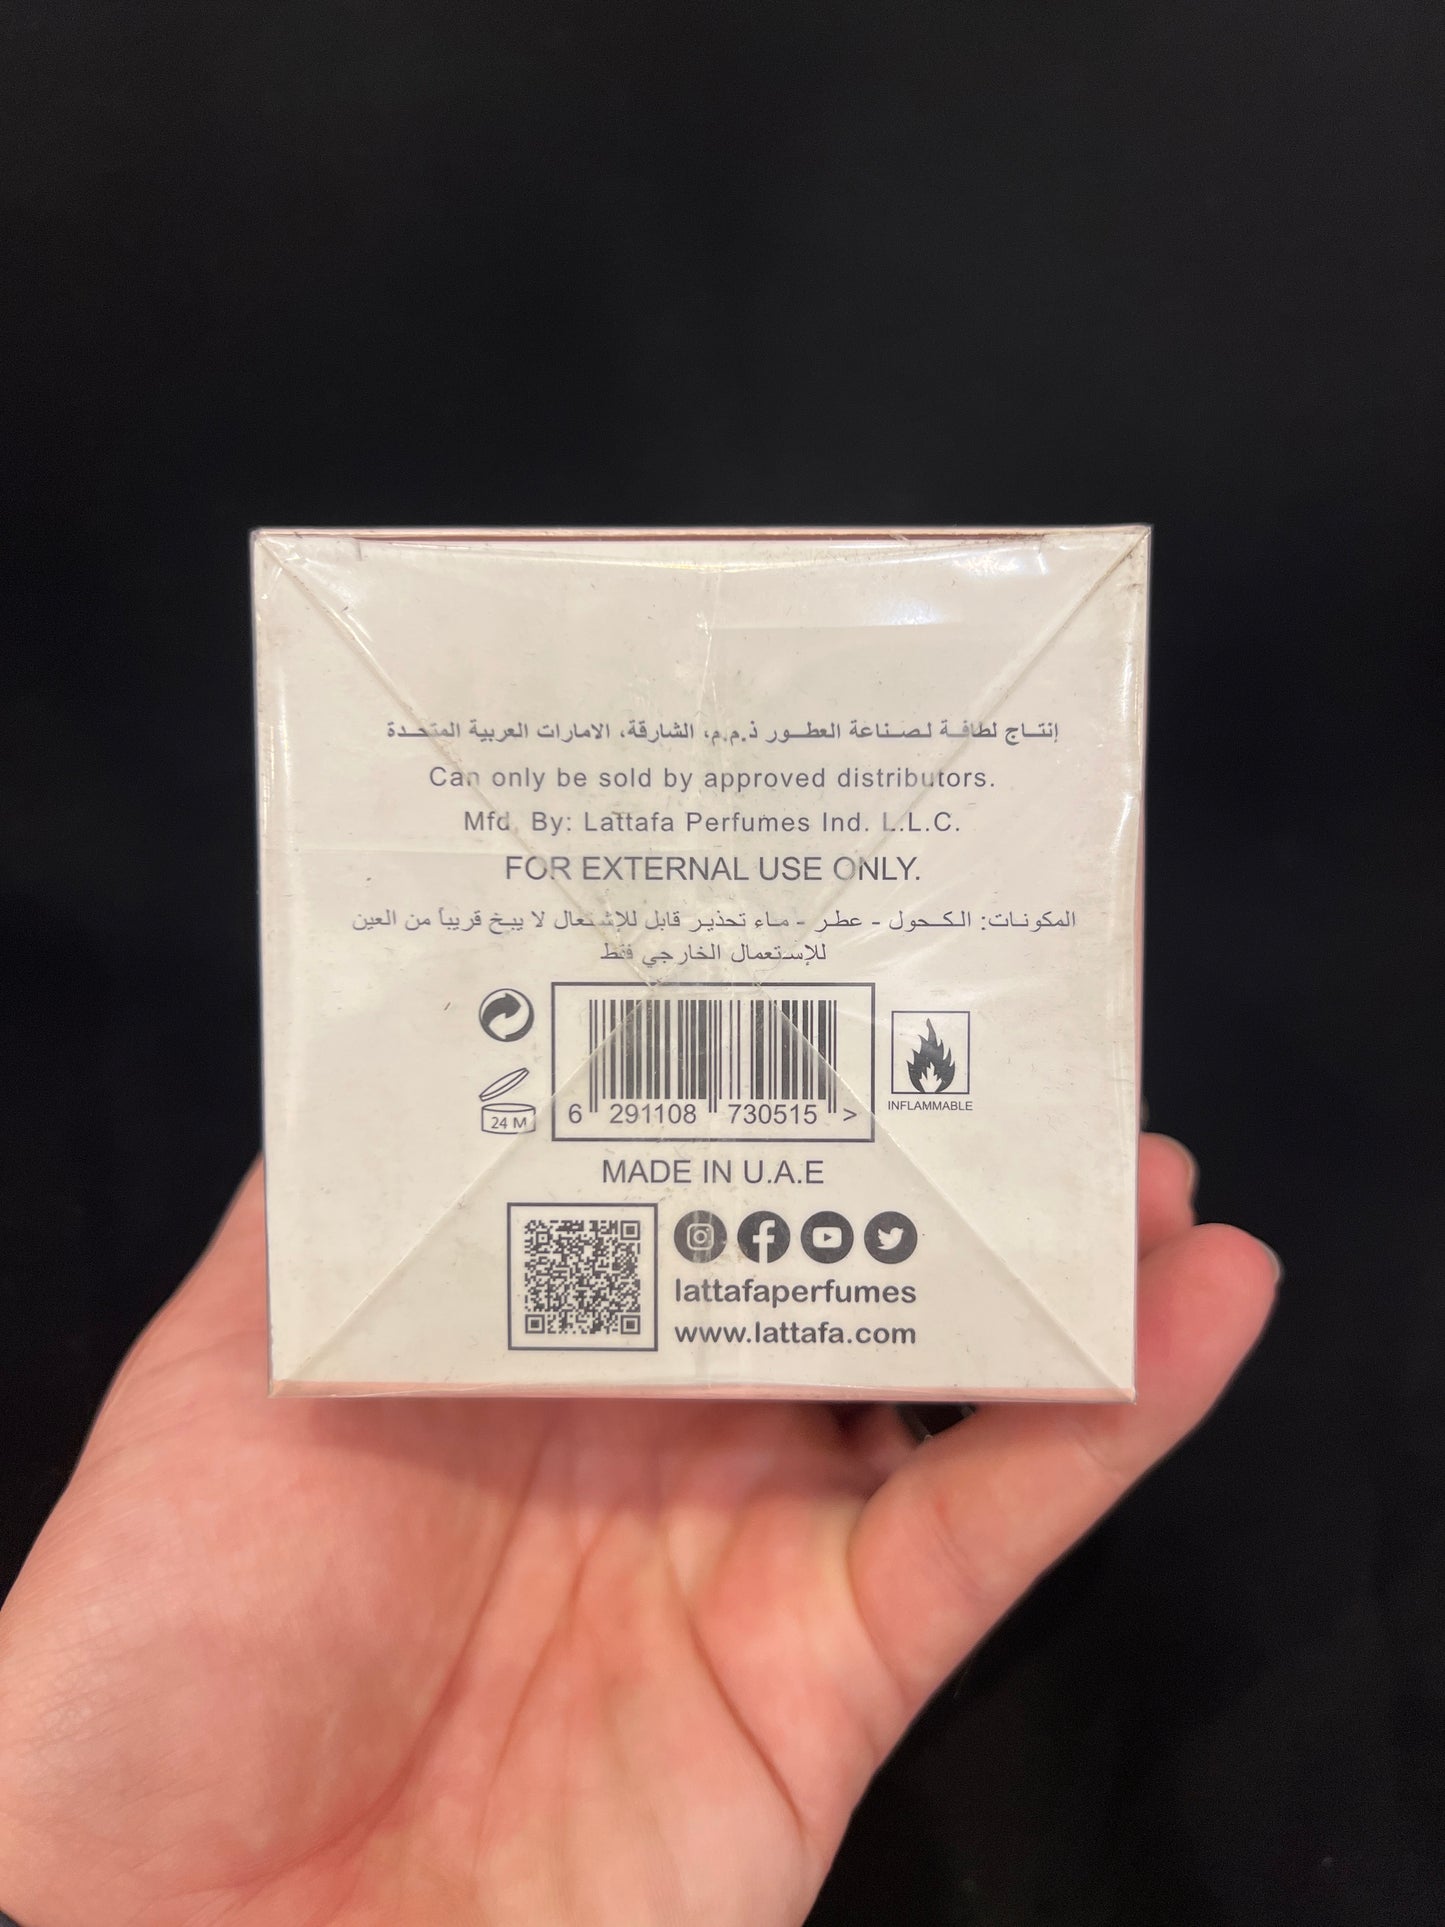 إنتاج لطافة لصناعة العطور ذ.م.م، الشارقة، الامارات العربية المتحدة
Can only be sold by approved distributors.
Mfd. By: Lattafa Perfumes Ind. L.L.C.
FOR EXTERNAL USE ONLY.
المكونات: الكحول - عطر - ماء تحذير قابل للإشتعال لا يبخ قريباً من العين
للإستعمال الخارجي فقط
24 M
6 291108 730515 >
INFLAMMABLE
MADE IN U.A.E
lattafaperfumes
www.lattafa.com